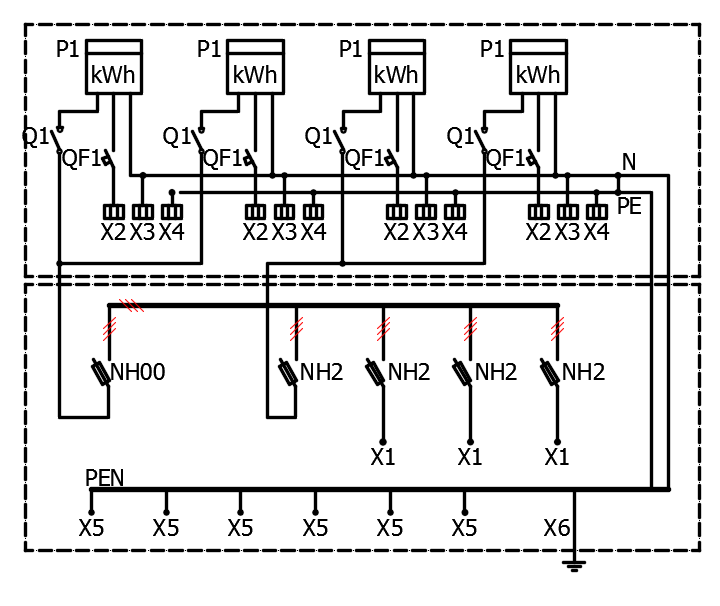 P1 P1 P1 P1
kWh kWh kWh kWh
Q1 Q1 Q1 Q1
QF1 QF1 QF1 QF1 N
PE
X2 X3 X4 X2 X3 X4 X2 X3 X4 X2 X3 X4
NH00 NH2 NH2 NH2 NH2
X1 X1 X1
PEN
X5 X5 X5 X5 X5 X5 X6